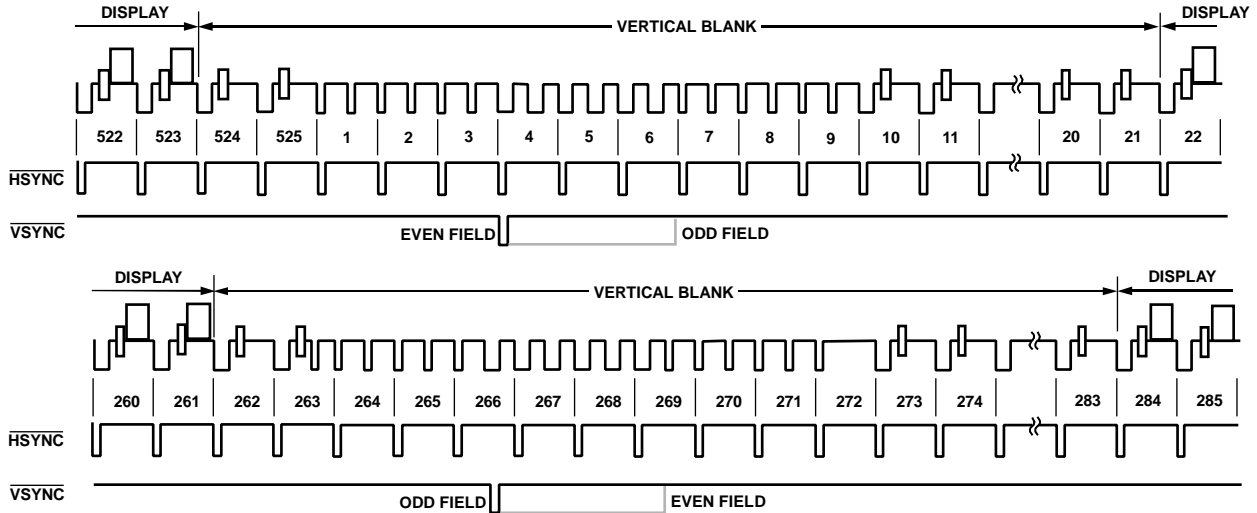 DISPLAY VERTICAL BLANK DISPLAY
522 523 524 525 1 2 3 4 5 6 7 8 9 10 11 20 21 22
HSYNC
VSYNC EVEN FIELD ODD FIELD
DISPLAY VERTICAL BLANK DISPLAY
260 261 262 263 264 265 266 267 268 269 270 271 272 273 274 283 284 285
HSYNC
VSYNC ODD FIELD EVEN FIELD